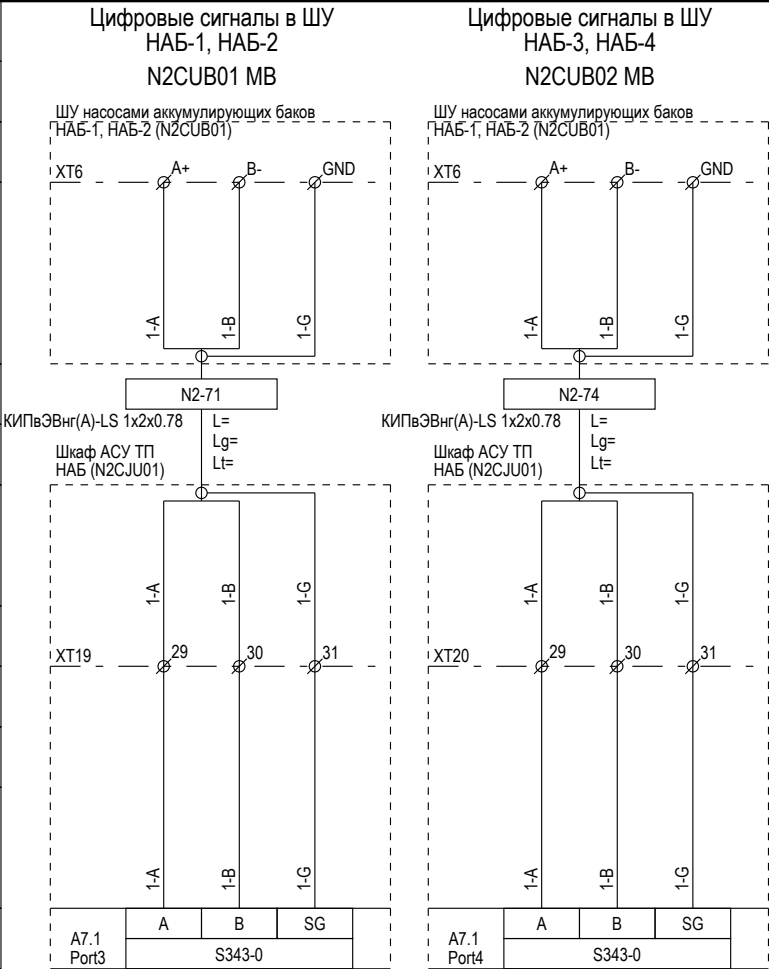 Цифровые сигналы в ШУ
НАБ-1, НАБ-2
N2CUB01 MB
ШУ насосами аккумулирующих баков
НАБ-1, НАБ-2 (N2CUB01)
XT6
A+
B-
GND
1-A
1-B
1-G
N2-71
КИПвЭВнг(А)-LS 1x2x0.78
L=
Lg=
Lt=
Шкаф АСУ ТП
НАБ (N2CJU01)
1-A
1-B
1-G
XT19
29
30
31
1-A
1-B
1-G
A7.1
Port3
A
B
SG
S343-0
Цифровые сигналы в ШУ
НАБ-3, НАБ-4
N2CUB02 MB
ШУ насосами аккумулирующих баков
НАБ-1, НАБ-2 (N2CUB01)
XT6
A+
B-
GND
1-A
1-B
1-G
N2-74
КИПвЭВнг(А)-LS 1x2x0.78
L=
Lg=
Lt=
Шкаф АСУ ТП
НАБ (N2CJU01)
1-A
1-B
1-G
XT20
29
30
31
1-A
1-B
1-G
A7.1
Port4
A
B
SG
S343-0